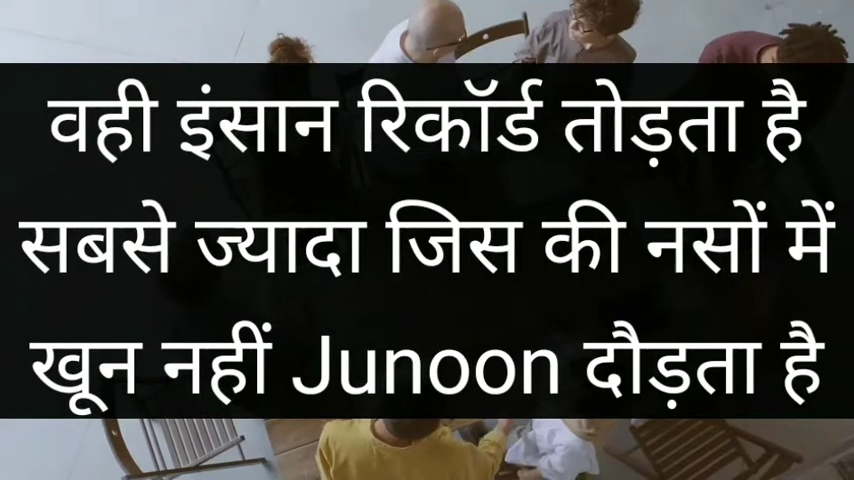 वही इंसान रिकॉर्ड तोड़ता है
सबसे ज्यादा जिस की नसों में
खून नहीं Junoon दौड़ता है